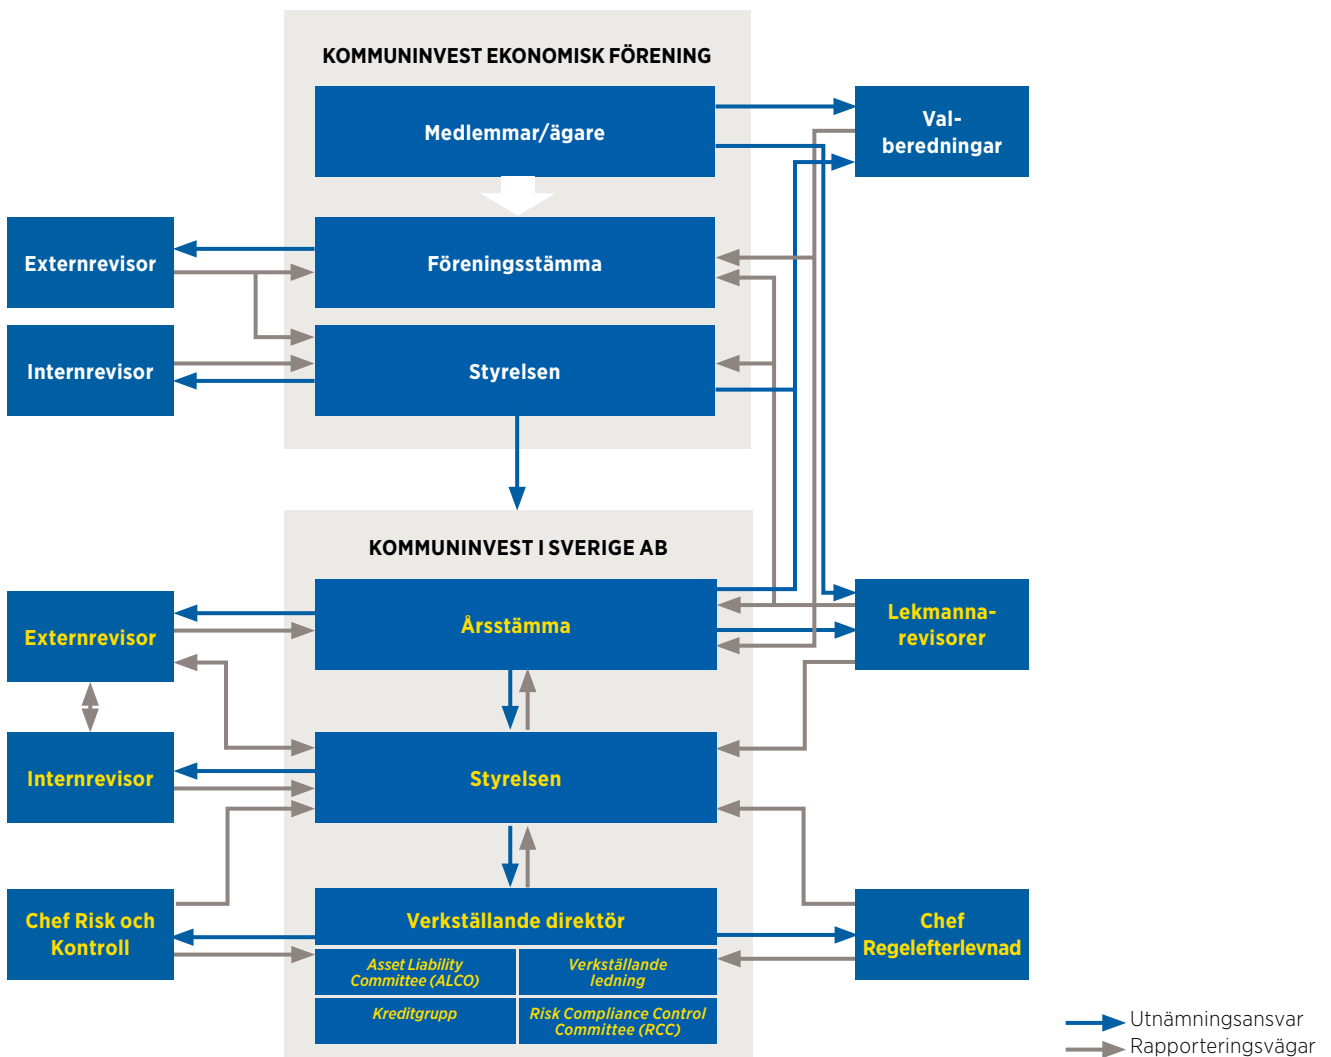 KOMMUNINVEST EKONOMISK FÖRENING
Medlemmar/ägare
Val-
beredningar
Externrevisor
Föreningsstämma
Internrevisor
Styrelsen
KOMMUNINVEST I SVERIGE AB
Externrevisor
Årsstämma
Lekmanna-
revisorer
Internrevisor
Styrelsen
Chef Risk och
Kontroll
Verkställande direktör
Chef
Regelefterlevnad
Asset Liability
Committee (ALCO)
Verkställande
ledning
Kreditgrupp
Risk Compliance Control
Committee (RCC)
Utnämningsansvar
Rapporteringsvägar